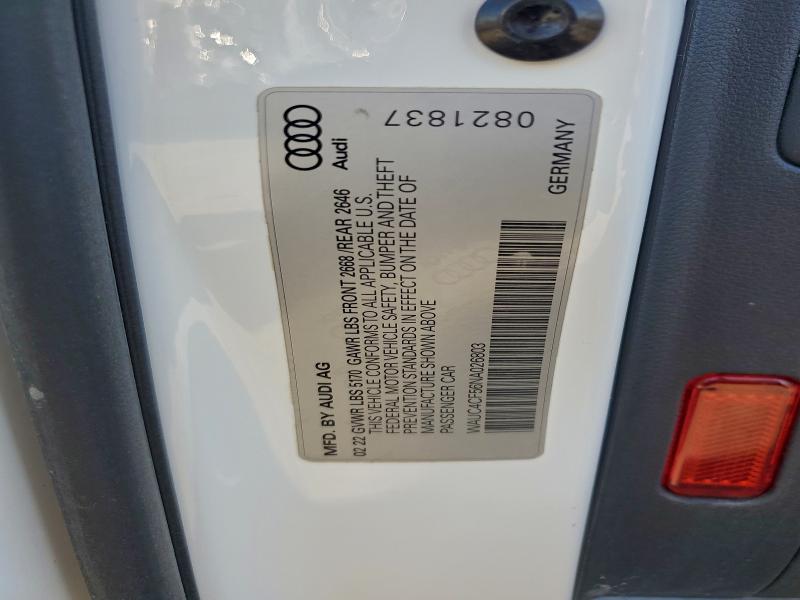 MFD. BY AUDI AG
02 22 GVWR LBS 5170 GAWR LBS FRONT 2668 /REAR 2646
THIS VEHICLE CONFORMS TO ALL APPLICABLE U.S.
FEDERAL MOTOR VEHICLE SAFETY, BUMPER AND THEFT
PREVENTION STANDARDS IN EFFECT ON THE DATE OF
MANUFACTURE SHOWN ABOVE
PASSENGER CAR
WAUC4CF56NA026803
Audi
0821837
GERMANY